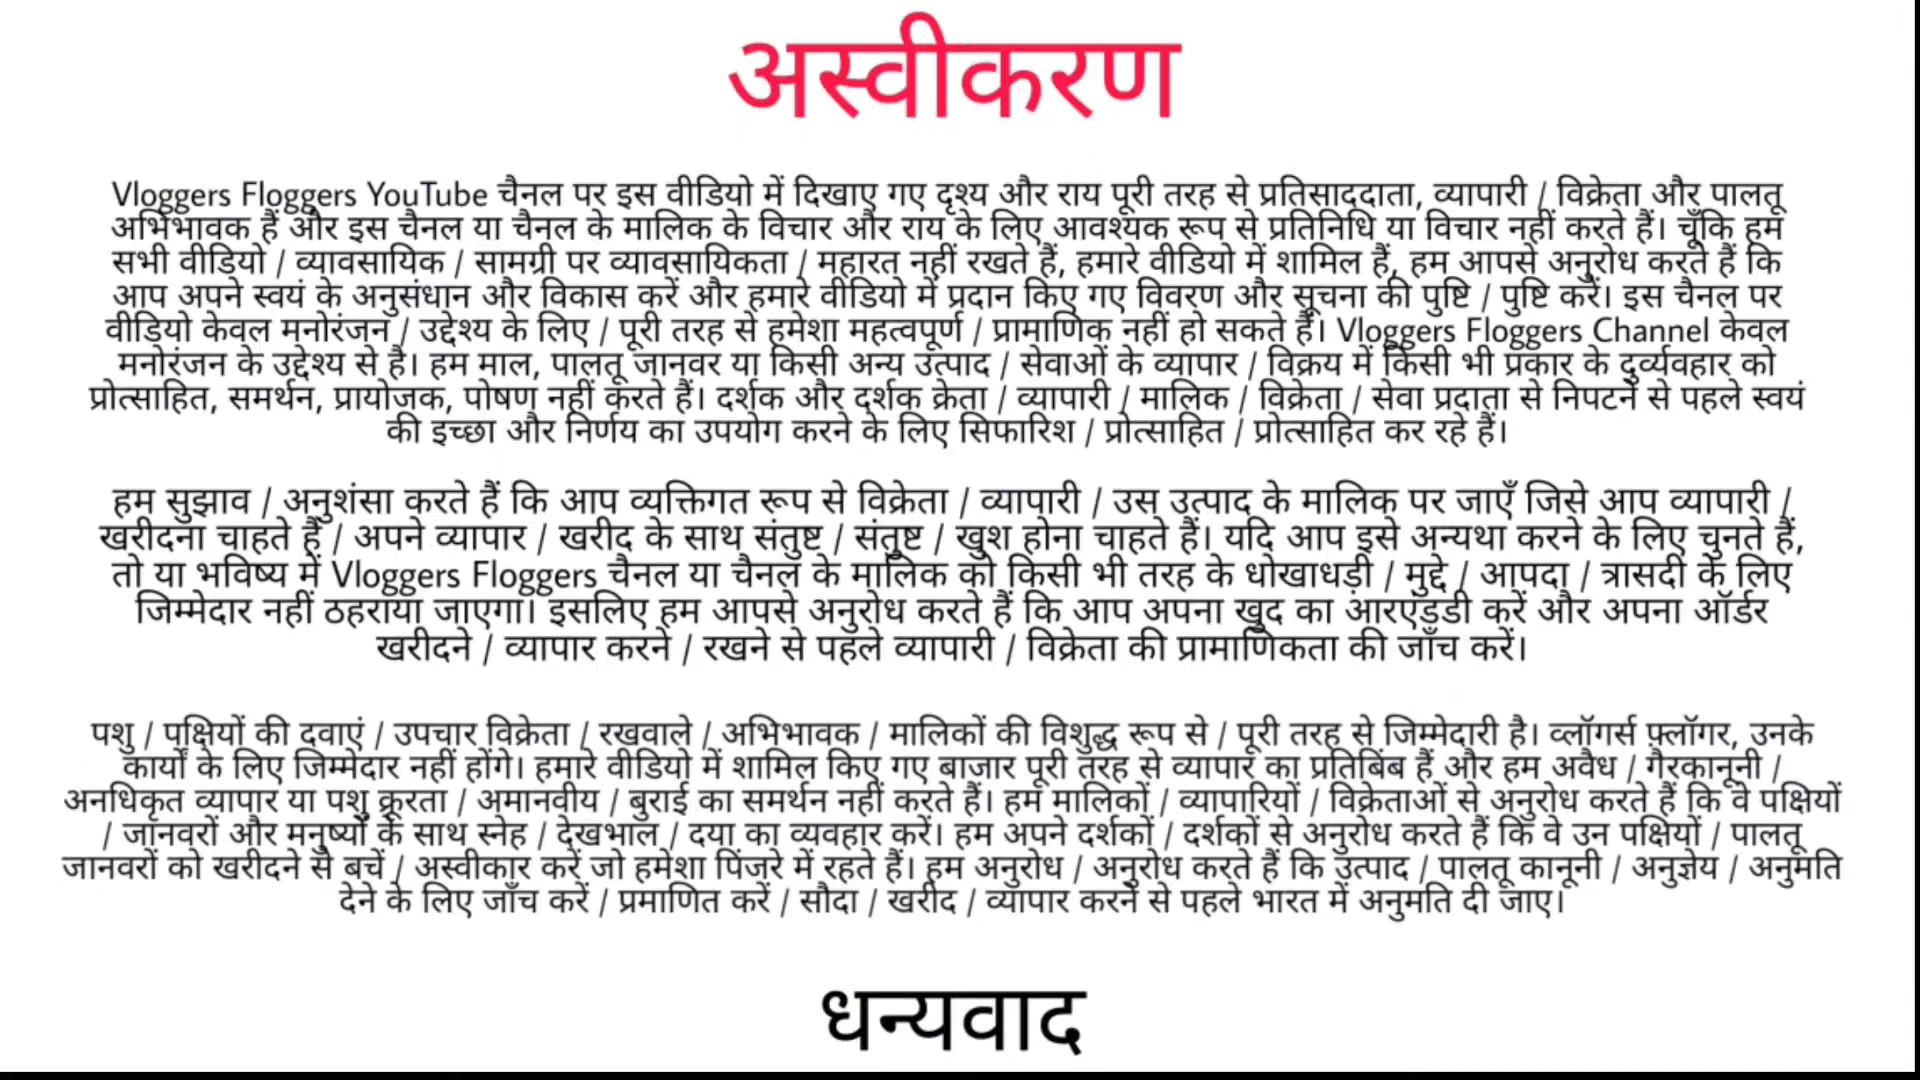 अस्वीकरण
Vloggers Floggers YouTube चैनल पर इस वीडियो में दिखाए गए दृश्य और राय पूरी तरह से प्रतिसाददाता, व्यापारी / विक्रेता और पालतू
अभिभावक हैं और इस चैनल या चैनल के मालिक के विचार और राय के लिए आवश्यक रूप से प्रतिनिधि या विचार नहीं करते हैं। चूँकि हम
सभी वीडियो / व्यावसायिक / सामग्री पर व्यावसायिकता / महारत नहीं रखते हैं, हमारे वीडियो में शामिल हैं, हम आपसे अनुरोध करते हैं कि
आप अपने स्वयं के अनुसंधान और विकास करें और हमारे वीडियो में प्रदान किए गए विवरण और सूचना की पुष्टि / पुष्टि करें। इस चैनल पर
वीडियो केवल मनोरंजन / उद्देश्य के लिए / पूरी तरह से हमेशा महत्वपूर्ण / प्रामाणिक नहीं हो सकते हैं। Vloggers Floggers Channel केवल
मनोरंजन के उद्देश्य से है। हम माल, पालतू जानवर या किसी अन्य उत्पाद / सेवाओं के व्यापार / विक्रय में किसी भी प्रकार के दुर्व्यवहार को
प्रोत्साहित, समर्थन, प्रायोजक, पोषण नहीं करते हैं। दर्शक और दर्शक क्रेता / व्यापारी / मालिक / विक्रेता / सेवा प्रदाता से निपटने से पहले स्वयं
की इच्छा और निर्णय का उपयोग करने के लिए सिफारिश / प्रोत्साहित / प्रोत्साहित कर रहे हैं।
हम सुझाव / अनुशंसा करते हैं कि आप व्यक्तिगत रूप से विक्रेता / व्यापारी / उस उत्पाद के मालिक पर जाएँ जिसे आप व्यापारी /
खरीदना चाहते हैं / अपने व्यापार / खरीद के साथ संतुष्ट / संतुष्ट / खुश होना चाहते हैं। यदि आप इसे अन्यथा करने के लिए चुनते हैं,
तो या भविष्य में Vloggers Floggers चैनल या चैनल के मालिक को किसी भी तरह के धोखाधड़ी / मुद्दे / आपदा / त्रासदी के लिए
जिम्मेदार नहीं ठहराया जाएगा। इसलिए हम आपसे अनुरोध करते हैं कि आप अपना खुद का आरएंडडी करें और अपना ऑर्डर
खरीदने / व्यापार करने / रखने से पहले व्यापारी / विक्रेता की प्रामाणिकता की जाँच करें।
पशु / पक्षियों की दवाएं / उपचार विक्रेता / रखवाले / अभिभावक / मालिकों की विशुद्ध रूप से / पूरी तरह से जिम्मेदारी है। व्लॉगर्स फ़्लॉगर, उनके
कार्यों के लिए जिम्मेदार नहीं होंगे। हमारे वीडियो में शामिल किए गए बाजार पूरी तरह से व्यापार का प्रतिबिंब हैं और हम अवैध / गैरकानूनी /
अनधिकृत व्यापार या पशु क्रूरता / अमानवीय / बुराई का समर्थन नहीं करते हैं। हम मालिकों / व्यापारियों / विक्रेताओं से अनुरोध करते हैं कि वे पक्षियों
/ जानवरों और मनुष्यों के साथ स्नेह / देखभाल / दया का व्यवहार करें। हम अपने दर्शकों / दर्शकों से अनुरोध करते हैं कि वे उन पक्षियों / पालतू
जानवरों को खरीदने से बचें / अस्वीकार करें जो हमेशा पिंजरे में रहते हैं। हम अनुरोध / अनुरोध करते हैं कि उत्पाद / पालतू कानूनी / अनुज्ञेय / अनुमति
देने के लिए जाँच करें / प्रमाणित करें / सौदा / खरीद / व्यापार करने से पहले भारत में अनुमति दी जाए।
धन्यवाद